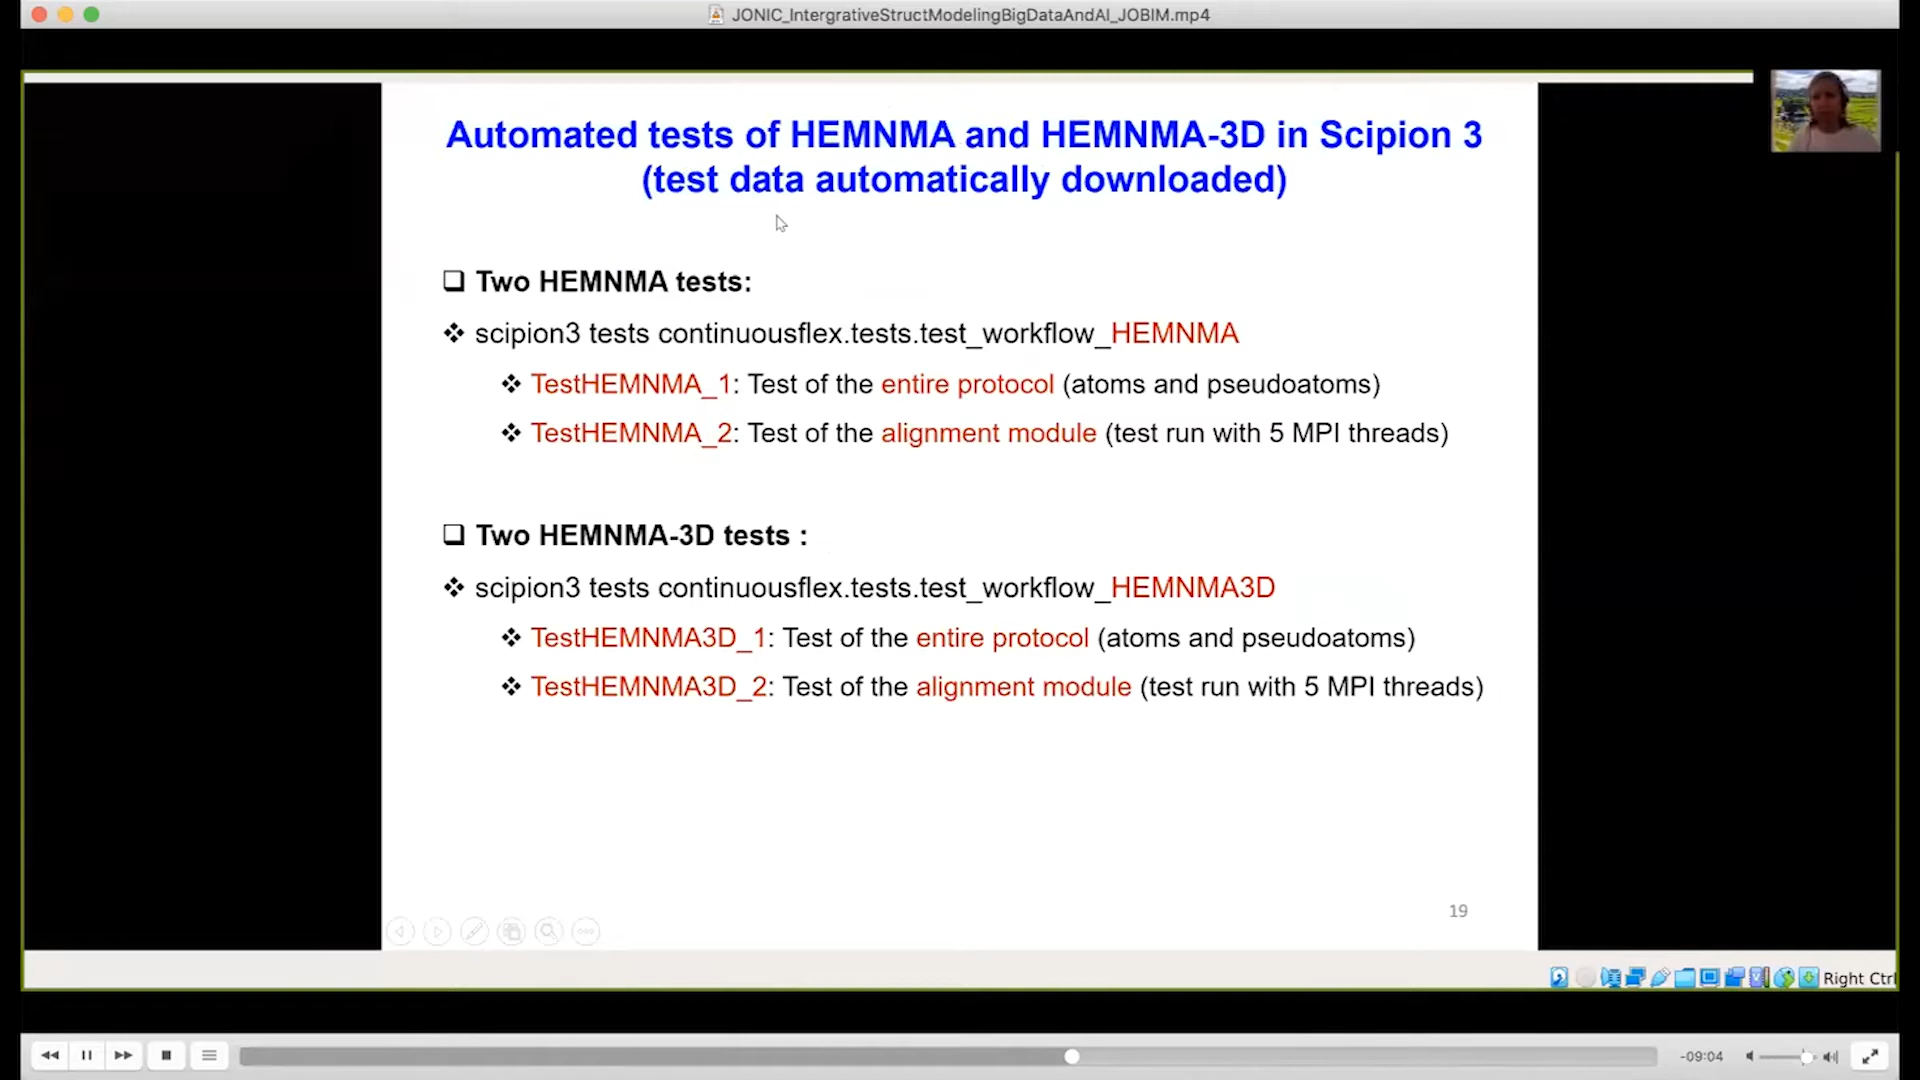 JONIC_IntergrativeStructModelingBigDataAndAI_JOBIM.mp4
Automated tests of HEMNMA and HEMNMA-3D in Scipion 3
(test data automatically downloaded)
❑ Two HEMNMA tests:
❖ scipion3 tests continuousflex.tests.test_workflow_HEMNMA
❖ TestHEMNMA_1: Test of the entire protocol (atoms and pseudoatoms)
❖ TestHEMNMA_2: Test of the alignment module (test run with 5 MPI threads)
❑ Two HEMNMA-3D tests :
❖ scipion3 tests continuousflex.tests.test_workflow_HEMNMA3D
❖ TestHEMNMA3D_1: Test of the entire protocol (atoms and pseudoatoms)
❖ TestHEMNMA3D_2: Test of the alignment module (test run with 5 MPI threads)
19
Right Ctrl
-09:04